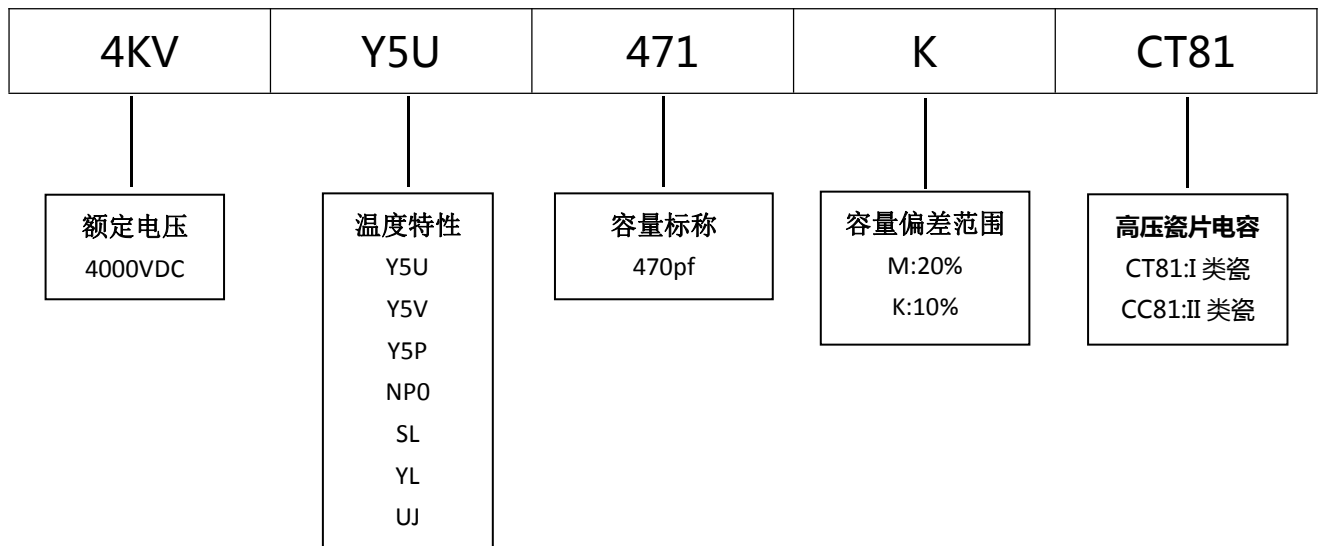 4KV Y5U 471 K CT81
额定电压
4000VDC
温度特性
Y5U
Y5V
Y5P
NP0
SL
YL
UJ
容量标称
470pf
容量偏差范围
M:20%
K:10%
高压瓷片电容
CT81:I 类瓷
CC81:II 类瓷